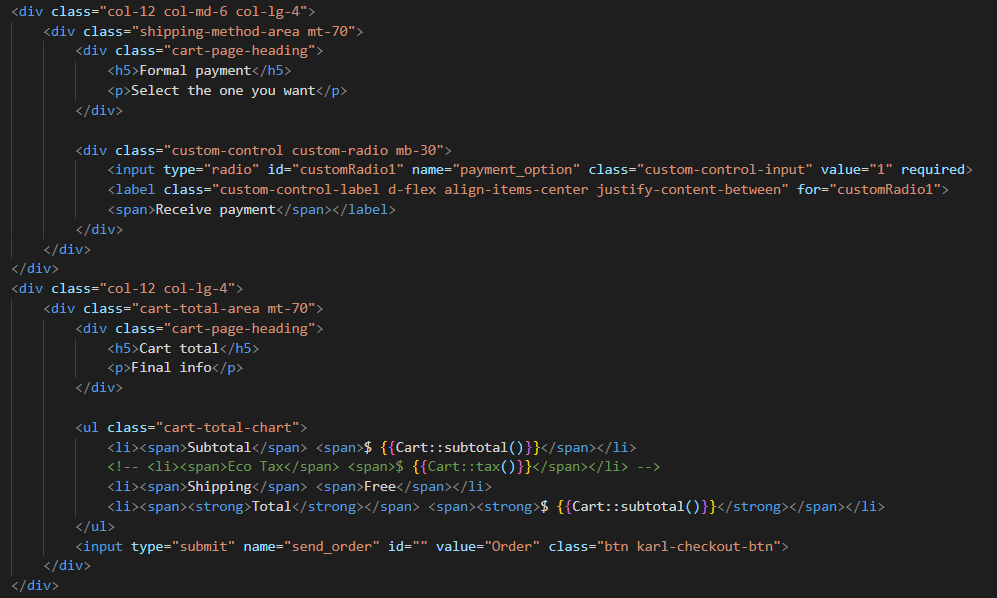 <div class="col-12 col-md-6 col-lg-4">
<div class="shipping-method-area mt-70">
<div class="cart-page-heading">
<h5>Formal payment</h5>
<p>Select the one you want</p>
</div>
<div class="custom-control custom-radio mb-30">
<input type="radio" id="customRadio1" name="payment_option" class="custom-control-input" value="1" required>
<label class="custom-control-label d-flex align-items-center justify-content-between" for="customRadio1">
<span>Receive payment</span></label>
</div>
</div>
</div>
<div class="col-12 col-lg-4">
<div class="cart-total-area mt-70">
<div class="cart-page-heading">
<h5>Cart total</h5>
<p>Final info</p>
</div>
<ul class="cart-total-chart">
<li><span>Subtotal</span> <span>$ {{Cart::subtotal()}}</span></li>
<!-- <li><span>Eco Tax</span> <span>$ {{Cart::tax()}}</span></li> -->
<li><span>Shipping</span> <span>Free</span></li>
<li><span><strong>Total</strong></span> <span><strong>$ {{Cart::subtotal()}}</strong></span></li>
</ul>
<input type="submit" name="send_order" id="" value="Order" class="btn karl-checkout-btn">
</div>
</div>